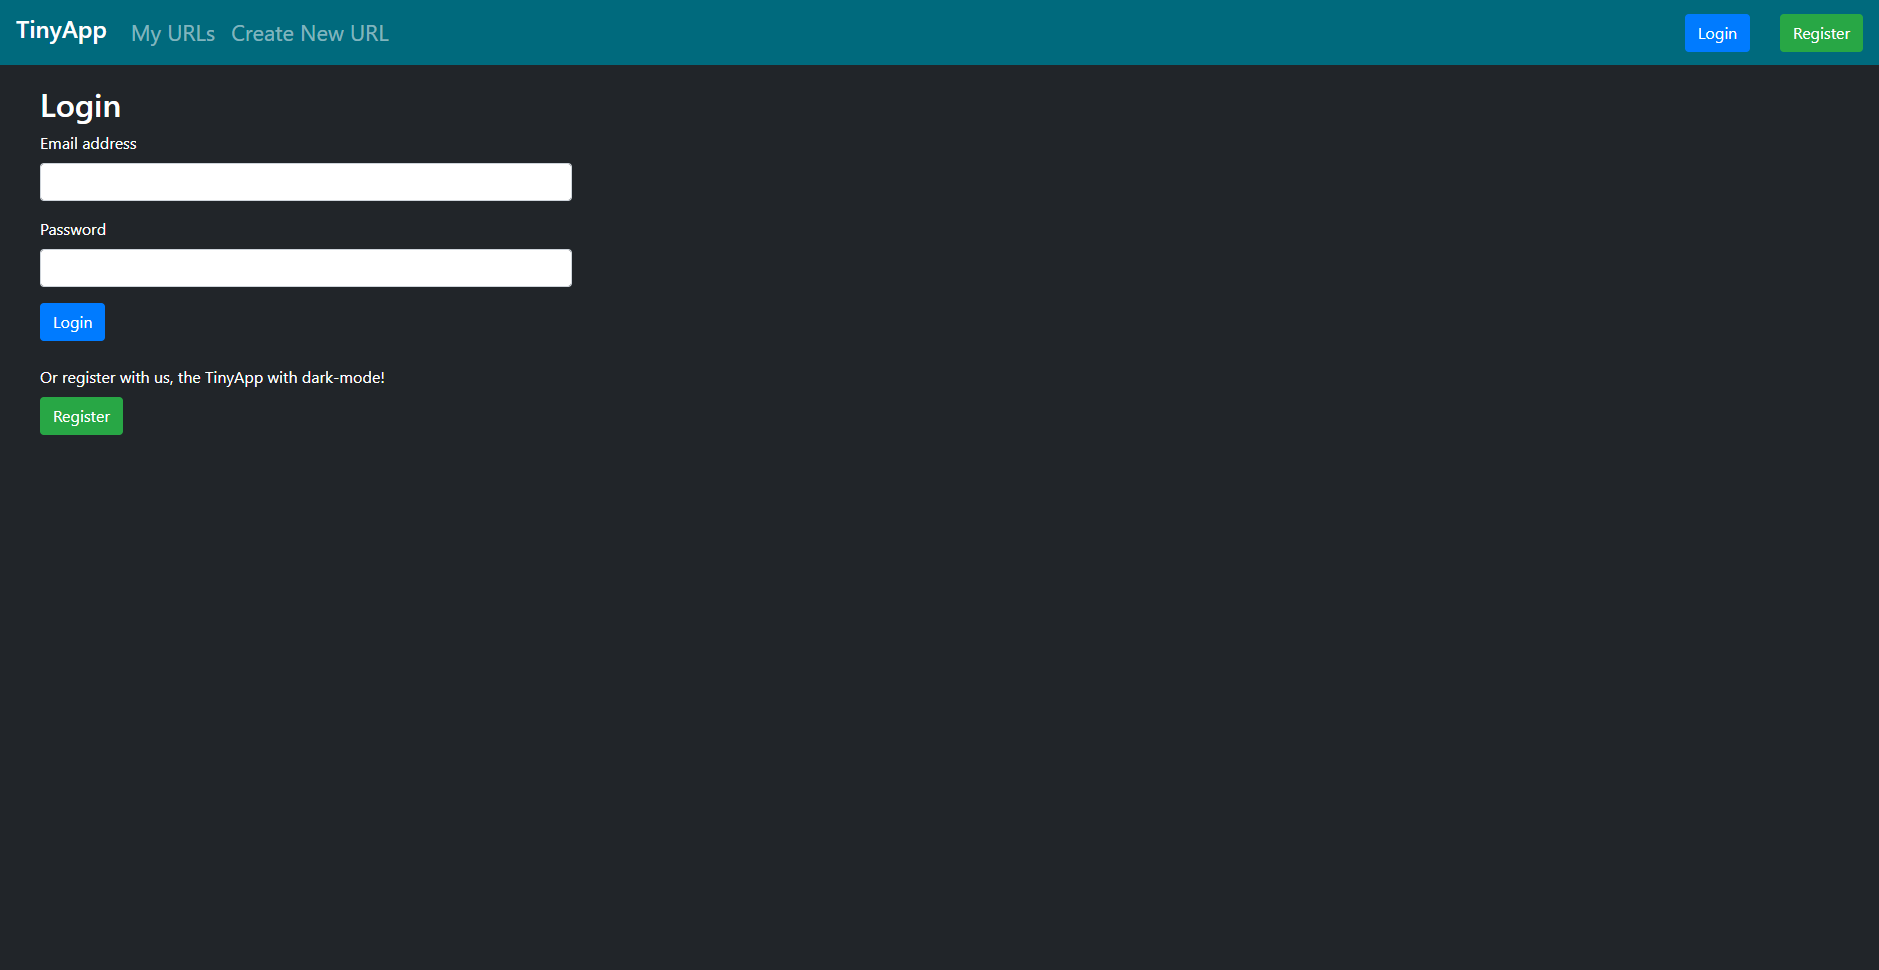 TinyApp My URLs Create New URL Login Register
Login
Email address
Password
Login
Or register with us, the TinyApp with dark-mode!
Register